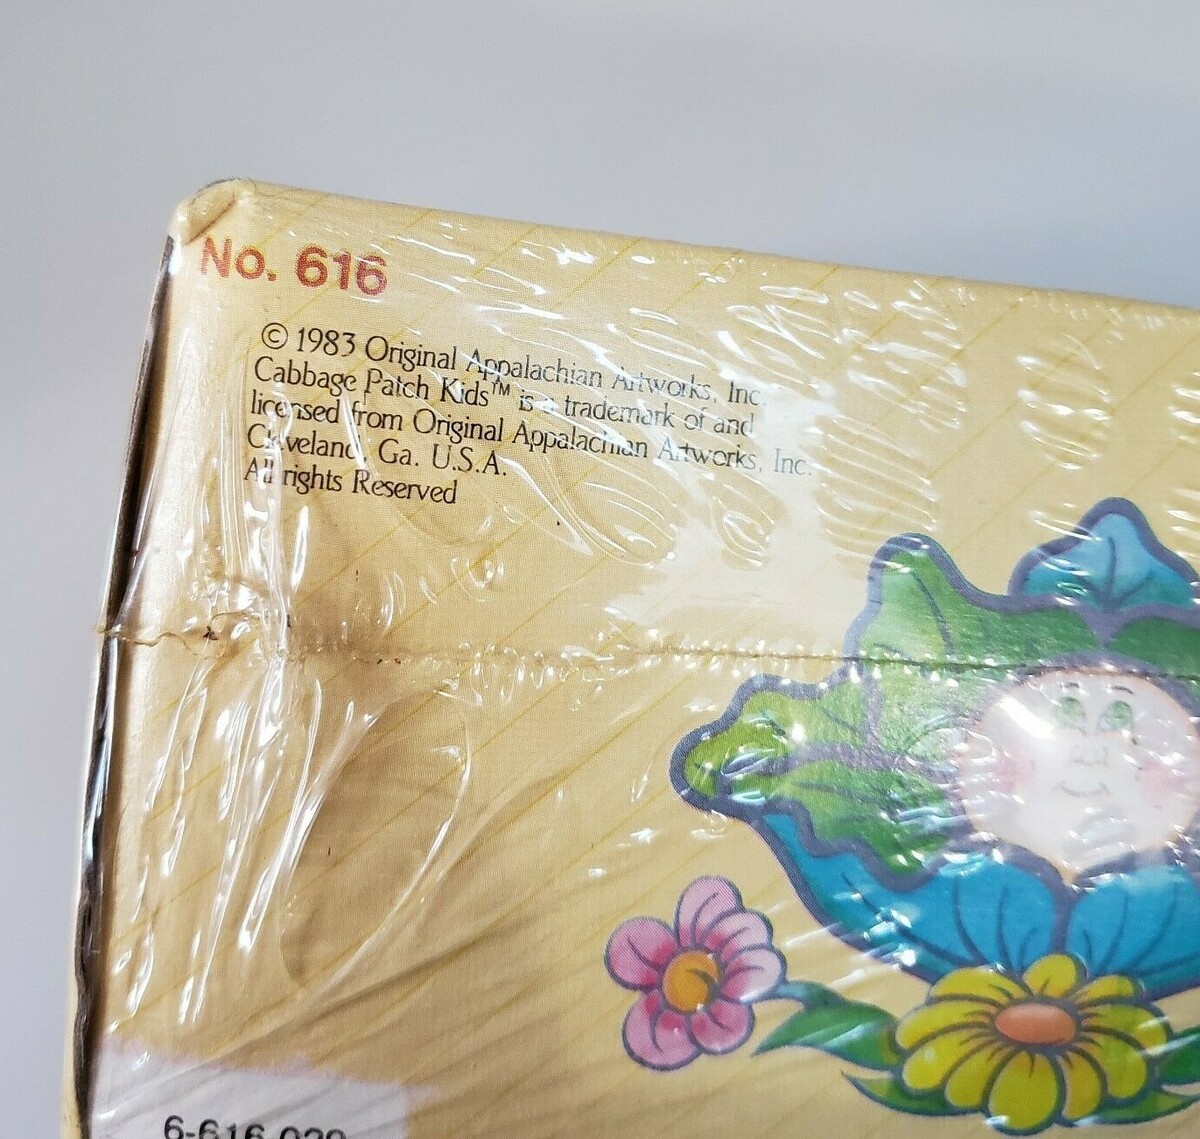 No. 616
© 1983 Original Appalachian Artworks, Inc.
Cabbage Patch Kids™ is a trademark of and
licensed from Original Appalachian Artworks, Inc.
Cleveland, Ga. U.S.A.
All rights Reserved